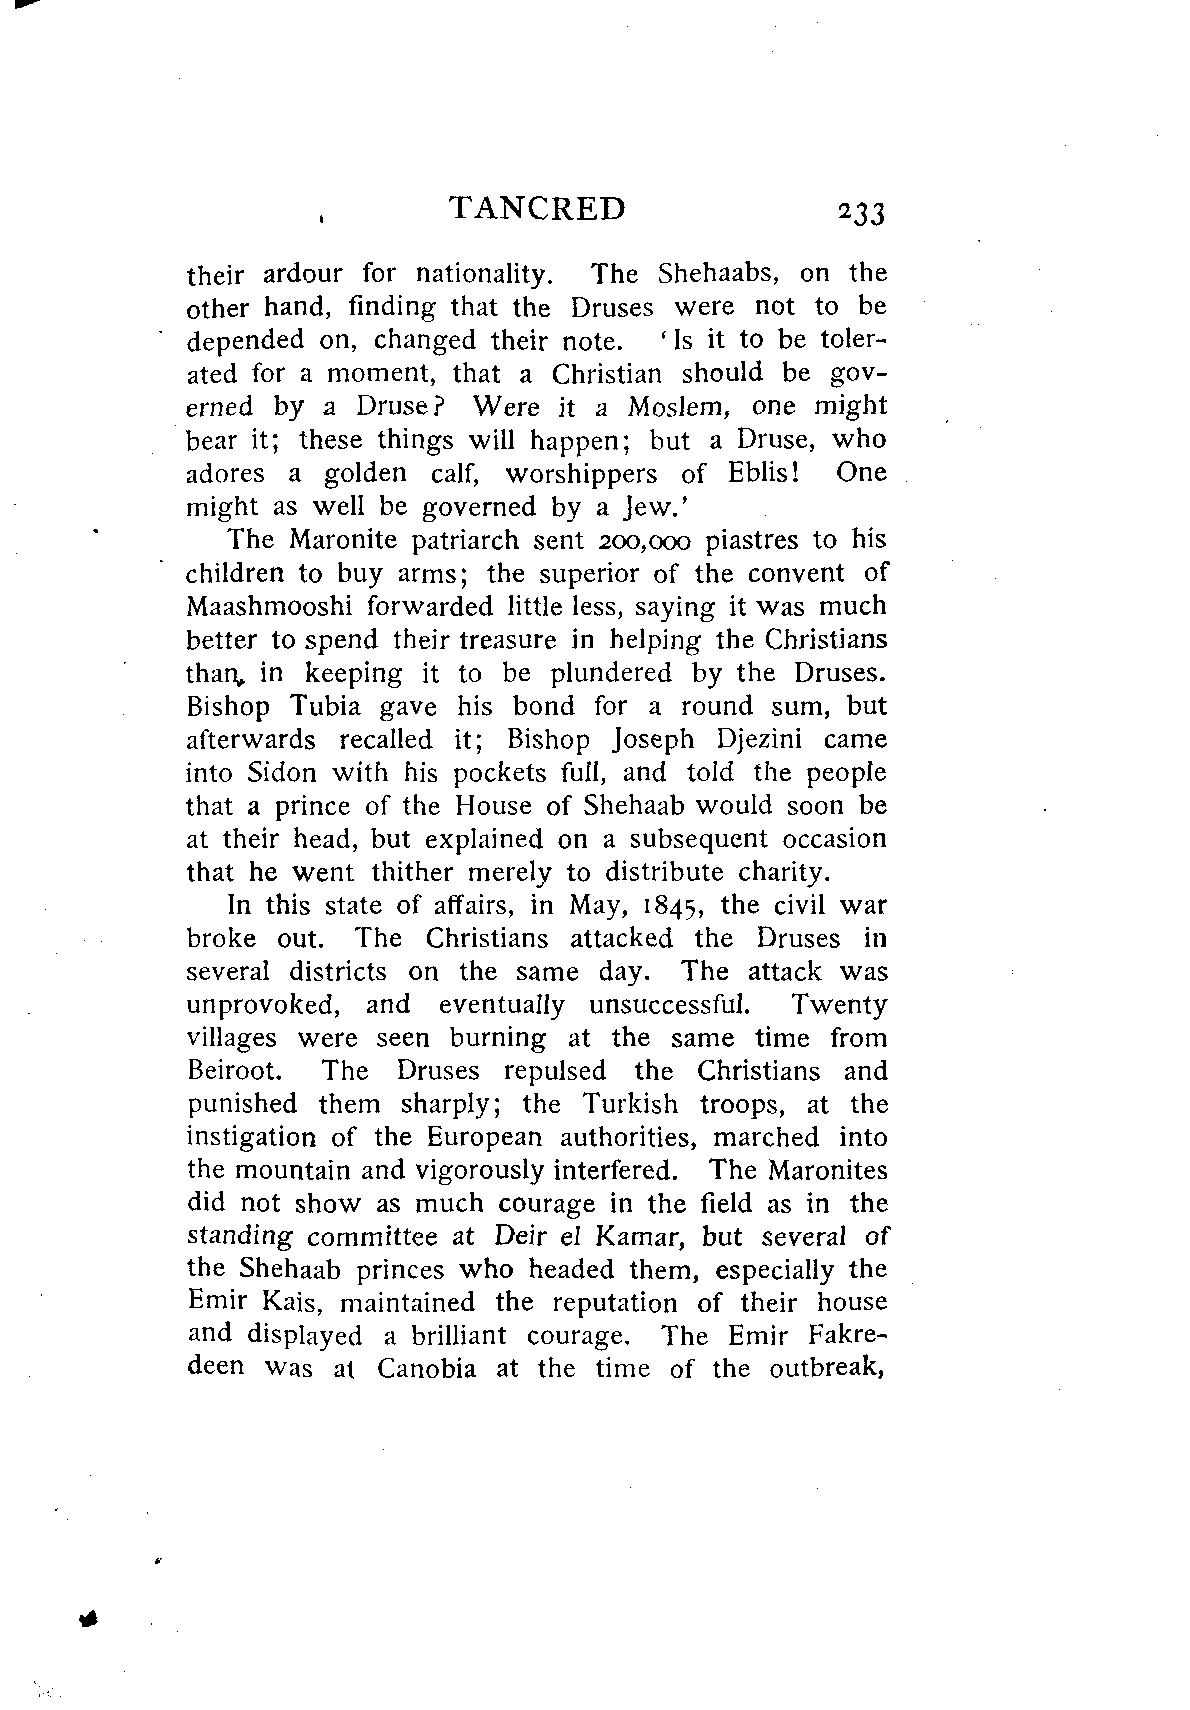 TANCRED 233
their ardour for nationality. The Shehaabs, on the
other hand, finding that the Druses were not to be
depended on, changed their note. ‘Is it to be toler-
ated for a moment, that a Christian should be gov-
erned by a Druse? Were it a Moslem, one might
bear it; these things will happen; but a Druse, who
adores a golden calf, worshippers of Eblis! One
might as well be governed by a Jew.’
The Maronite patriarch sent 200,000 piastres to his
children to buy arms; the superior of the convent of
Maashmooshi forwarded little less, saying it was much
better to spend their treasure in helping the Christians
than in keeping it to be plundered by the Druses.
Bishop Tubia gave his bond for a round sum, but
afterwards recalled it; Bishop Joseph Djezini came
into Sidon with his pockets full, and told the people
that a prince of the House of Shehaab would soon be
at their head, but explained on a subsequent occasion
that he went thither merely to distribute charity.
In this state of affairs, in May, 1845, the civil war
broke out. The Christians attacked the Druses in
several districts on the same day. The attack was
unprovoked, and eventually unsuccessful. Twenty
villages were seen burning at the same time from
Beiroot. The Druses repulsed the Christians and
punished them sharply; the Turkish troops, at the
instigation of the European authorities, marched into
the mountain and vigorously interfered. The Maronites
did not show as much courage in the field as in the
standing committee at Deir el Kamar, but several of
the Shehaab princes who headed them, especially the
Emir Kais, maintained the reputation of their house
and displayed a brilliant courage. The Emir Fakre-
deen was at Canobia at the time of the outbreak,